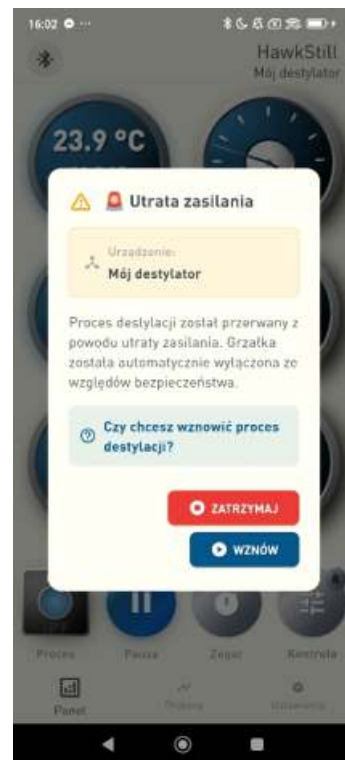 16:02
HawkStill
Mój destylator
23.9 °C
Utrata zasilania
Urządzenie:
Mój destylator
Proces destylacji został przerwany z
powodu utraty zasilania. Grzałka
została automatycznie wyłączona ze
względów bezpieczeństwa.
Czy chcesz wznowić proces
destylacji?
ZATRZYMAJ
WZNÓW
Proces
Pauza
Zegar
Kontrola
Panel
Ustawienia